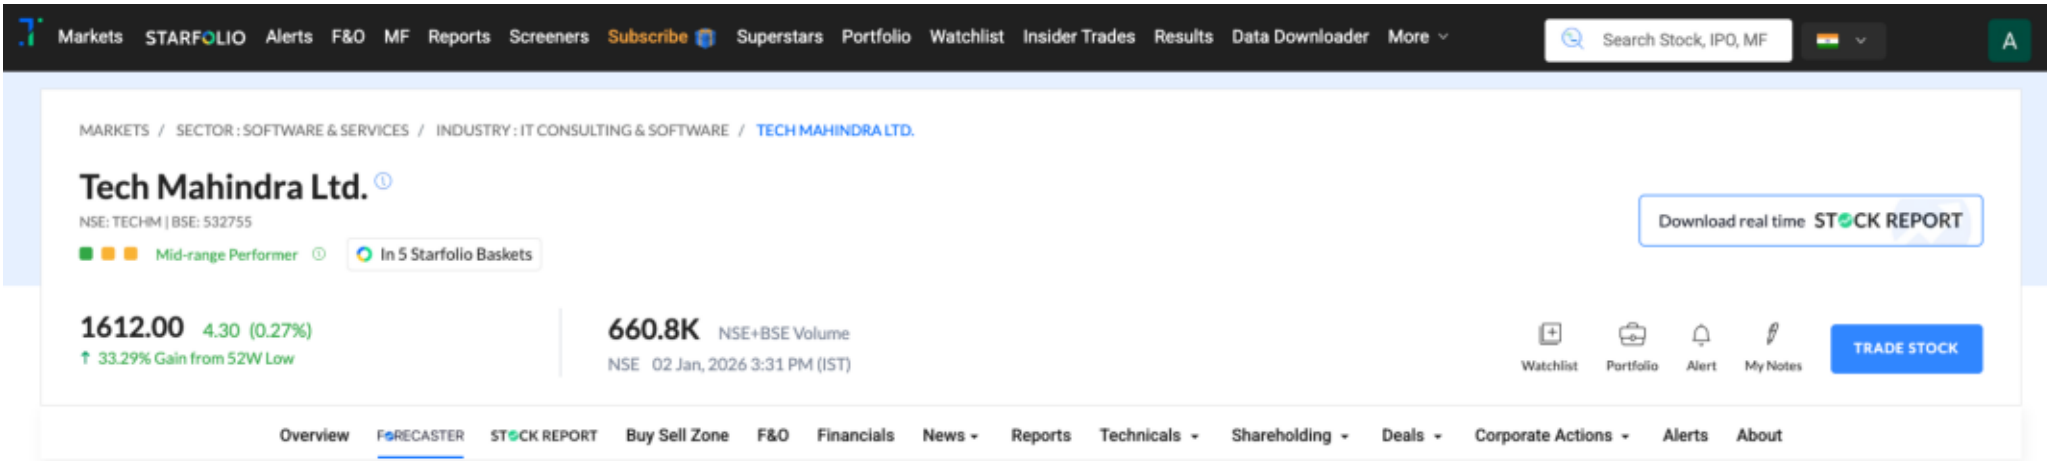 Markets STARFOLIO Alerts F&O MF Reports Screeners Subscribe Superstars Portfolio Watchlist Insider Trades Results Data Downloader More Search Stock, IPO, MF A
MARKETS / SECTOR : SOFTWARE & SERVICES / INDUSTRY : IT CONSULTING & SOFTWARE / TECH MAHINDRA LTD.
Tech Mahindra Ltd.
NSE: TECHM | BSE: 532755
Download real time STOCK REPORT
Mid-range Performer In 5 Starfolio Baskets
1612.00 4.30 (0.27%)
↑ 33.29% Gain from 52W Low
660.8K NSE+BSE Volume
NSE 02 Jan, 2026 3:31 PM (IST)
Watchlist Portfolio Alert My Notes TRADE STOCK
Overview FORECASTER STOCK REPORT Buy Sell Zone F&O Financials News Reports Technicals Shareholding Deals Corporate Actions Alerts About